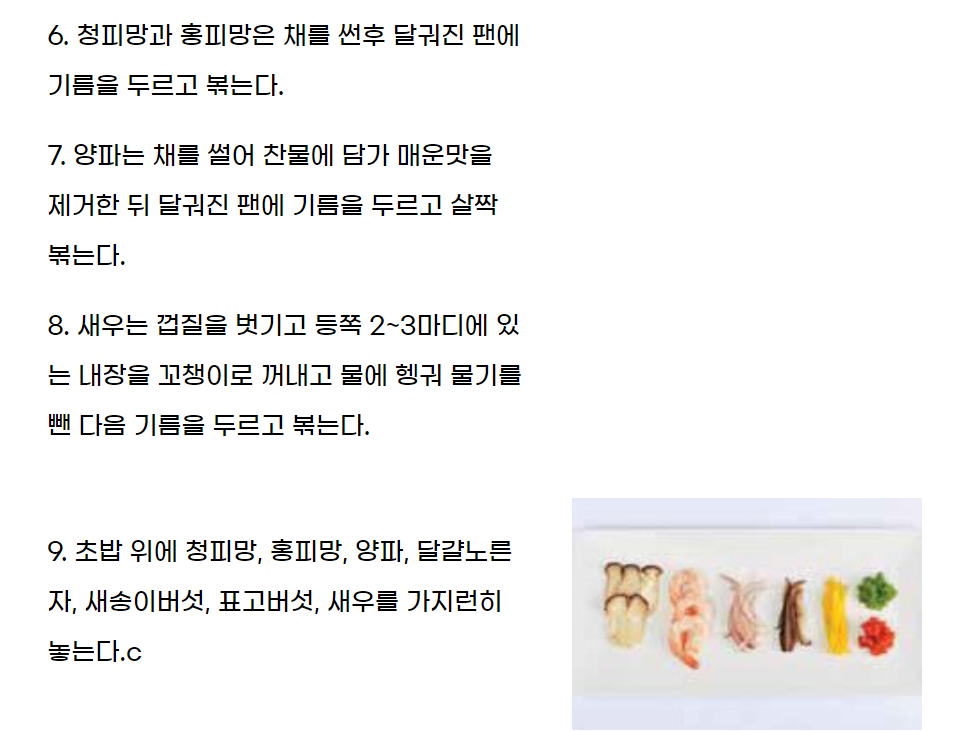 6. 청피망과 홍피망은 채를 썬후 달궈진 팬에
기름을 두르고 볶는다.
7. 양파는 채를 썰어 찬물에 담가 매운맛을
제거한 뒤 달궈진 팬에 기름을 두르고 살짝
볶는다.
8. 새우는 껍질을 벗기고 등쪽 2~3마디에 있
는 내장을 꼬챙이로 꺼내고 물에 헹궈 물기를
뺀 다음 기름을 두르고 볶는다.
9. 초밥 위에 청피망, 홍피망, 양파, 달걀노른
자, 새송이버섯, 표고버섯, 새우를 가지런히
놓는다.c